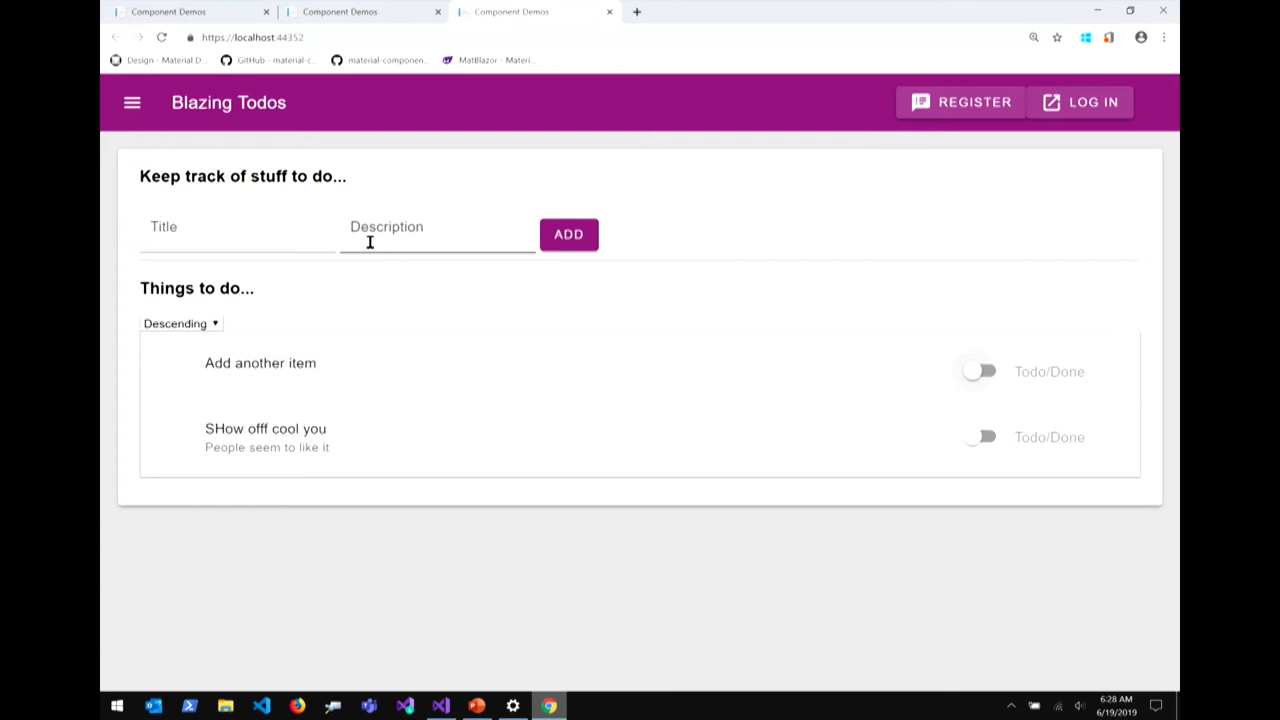 Component Demos
Component Demos
Component Demos
https://localhost:44352
Design - Material D...
GitHub - material-c...
material-componen...
MatBlazor - Materi...
Blazing Todos
REGISTER
LOG IN
Keep track of stuff to do...
Title
Description
ADD
Things to do...
Descending
Add another item
Todo/Done
SHow offf cool you
People seem to like it
Todo/Done
6:28 AM
6/19/2019